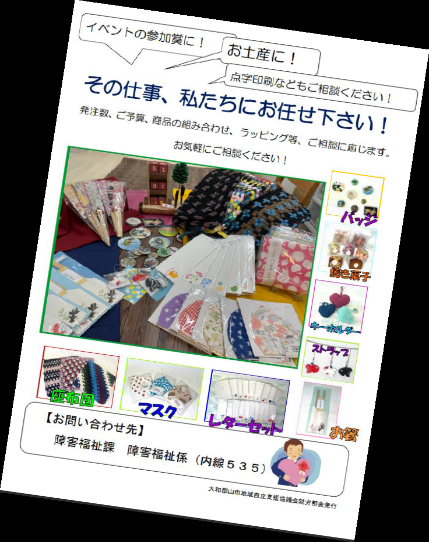 イベントの参加賞に！
お土産に！
点字印刷などもご相談ください！
その仕事、私たちにお任せ下さい！
発注数、ご予算、商品の組み合わせ、ラッピング等、ご相談に応じます。
お気軽にご相談ください！
バッジ
焼き菓子
キーホルダー
ストラップ
座布団
マスク
レターセット
お箸
【お問い合わせ先】
障害福祉課　障害福祉係（内線５３５）
大和郡山市地域自立支援協議会就労部会発行